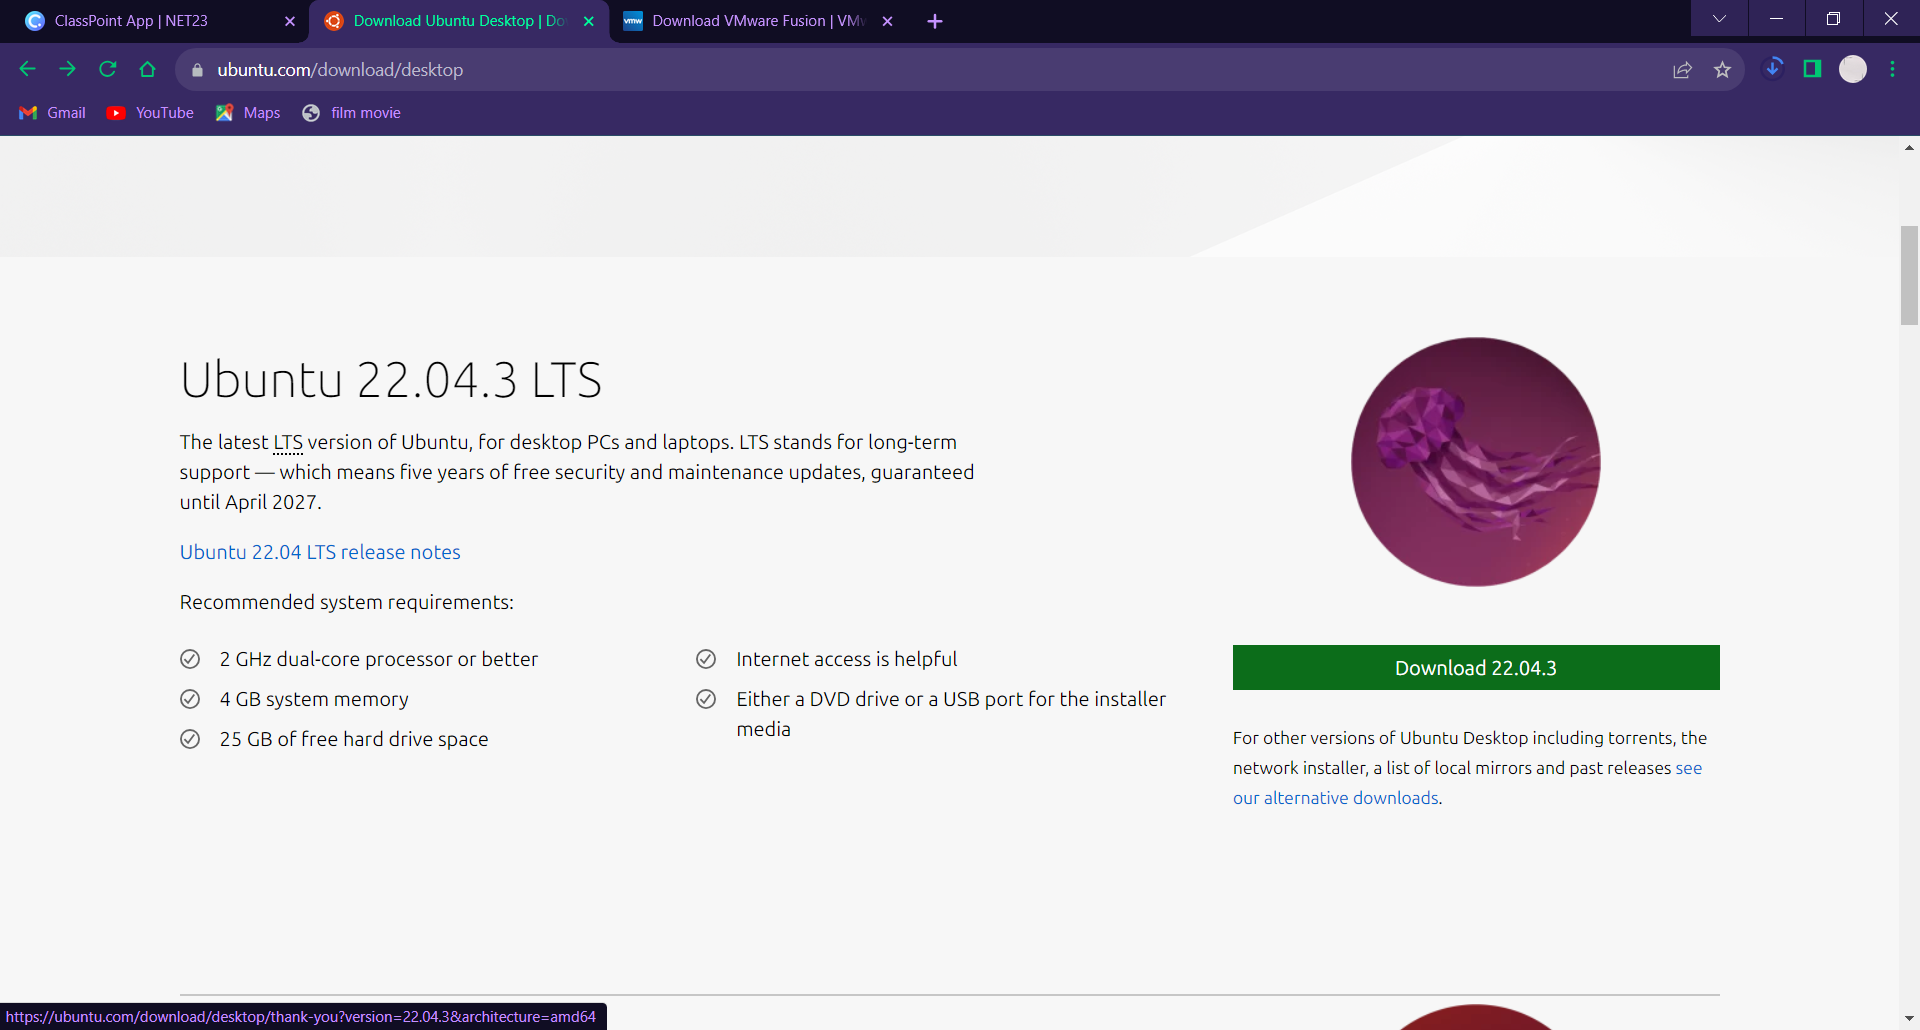 ClassPoint App | NET23
Download Ubuntu Desktop | Do
vmw
Download VMware Fusion | VMw
ubuntu.com/download/desktop
Gmail
YouTube
Maps
film movie
Ubuntu 22.04.3 LTS
The latest LTS version of Ubuntu, for desktop PCs and laptops. LTS stands for long-term
support — which means five years of free security and maintenance updates, guaranteed
until April 2027.
Ubuntu 22.04 LTS release notes
Recommended system requirements:
2 GHz dual-core processor or better
4 GB system memory
25 GB of free hard drive space
Internet access is helpful
Either a DVD drive or a USB port for the installer
media
Download 22.04.3
For other versions of Ubuntu Desktop including torrents, the
network installer, a list of local mirrors and past releases see
our alternative downloads.
https://ubuntu.com/download/desktop/thank-you?version=22.04.3&architecture=amd64